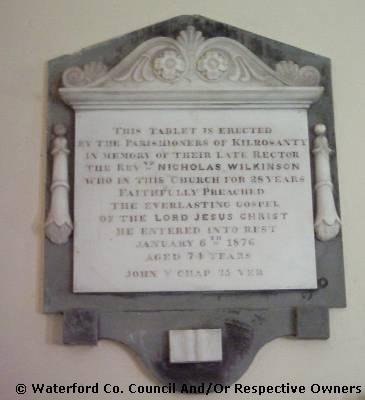 THIS TABLET IS ERECTED
BY THE PARISHIONERS OF KILROSANTY
IN MEMORY OF THEIR LATE RECTOR
THE REVD NICHOLAS WILKINSON
WHO IN THIS CHURCH FOR 28 YEARS
FAITHFULLY PREACHED
THE EVERLASTING GOSPEL
OF THE LORD JESUS CHRIST
HE ENTERED INTO REST
JANUARY 6TH 1876
AGED 74 YEARS
JOHN V CHAP 25 VER
© Waterford Co. Council And/Or Respective Owners